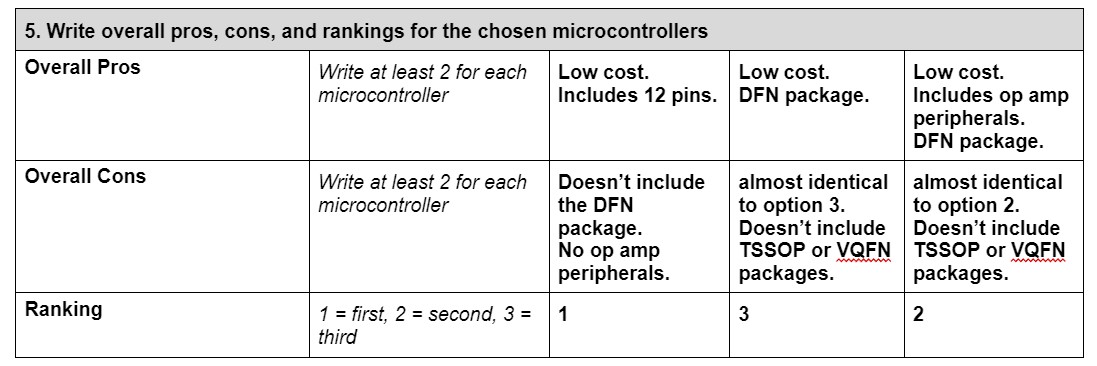 5. Write overall pros, cons, and rankings for the chosen microcontrollers
Overall Pros
Write at least 2 for each
microcontroller
Low cost.
Includes 12 pins.
Low cost.
DFN package.
Low cost.
Includes op amp
peripherals.
DFN package.
Overall Cons
Write at least 2 for each
microcontroller
Doesn’t include
the DFN
package.
No op amp
peripherals.
almost identical
to option 3.
Doesn’t include
TSSOP or VQFN
packages.
almost identical
to option 2.
Doesn’t include
TSSOP or VQFN
packages.
Ranking
1 = first, 2 = second, 3 =
third
1
3
2